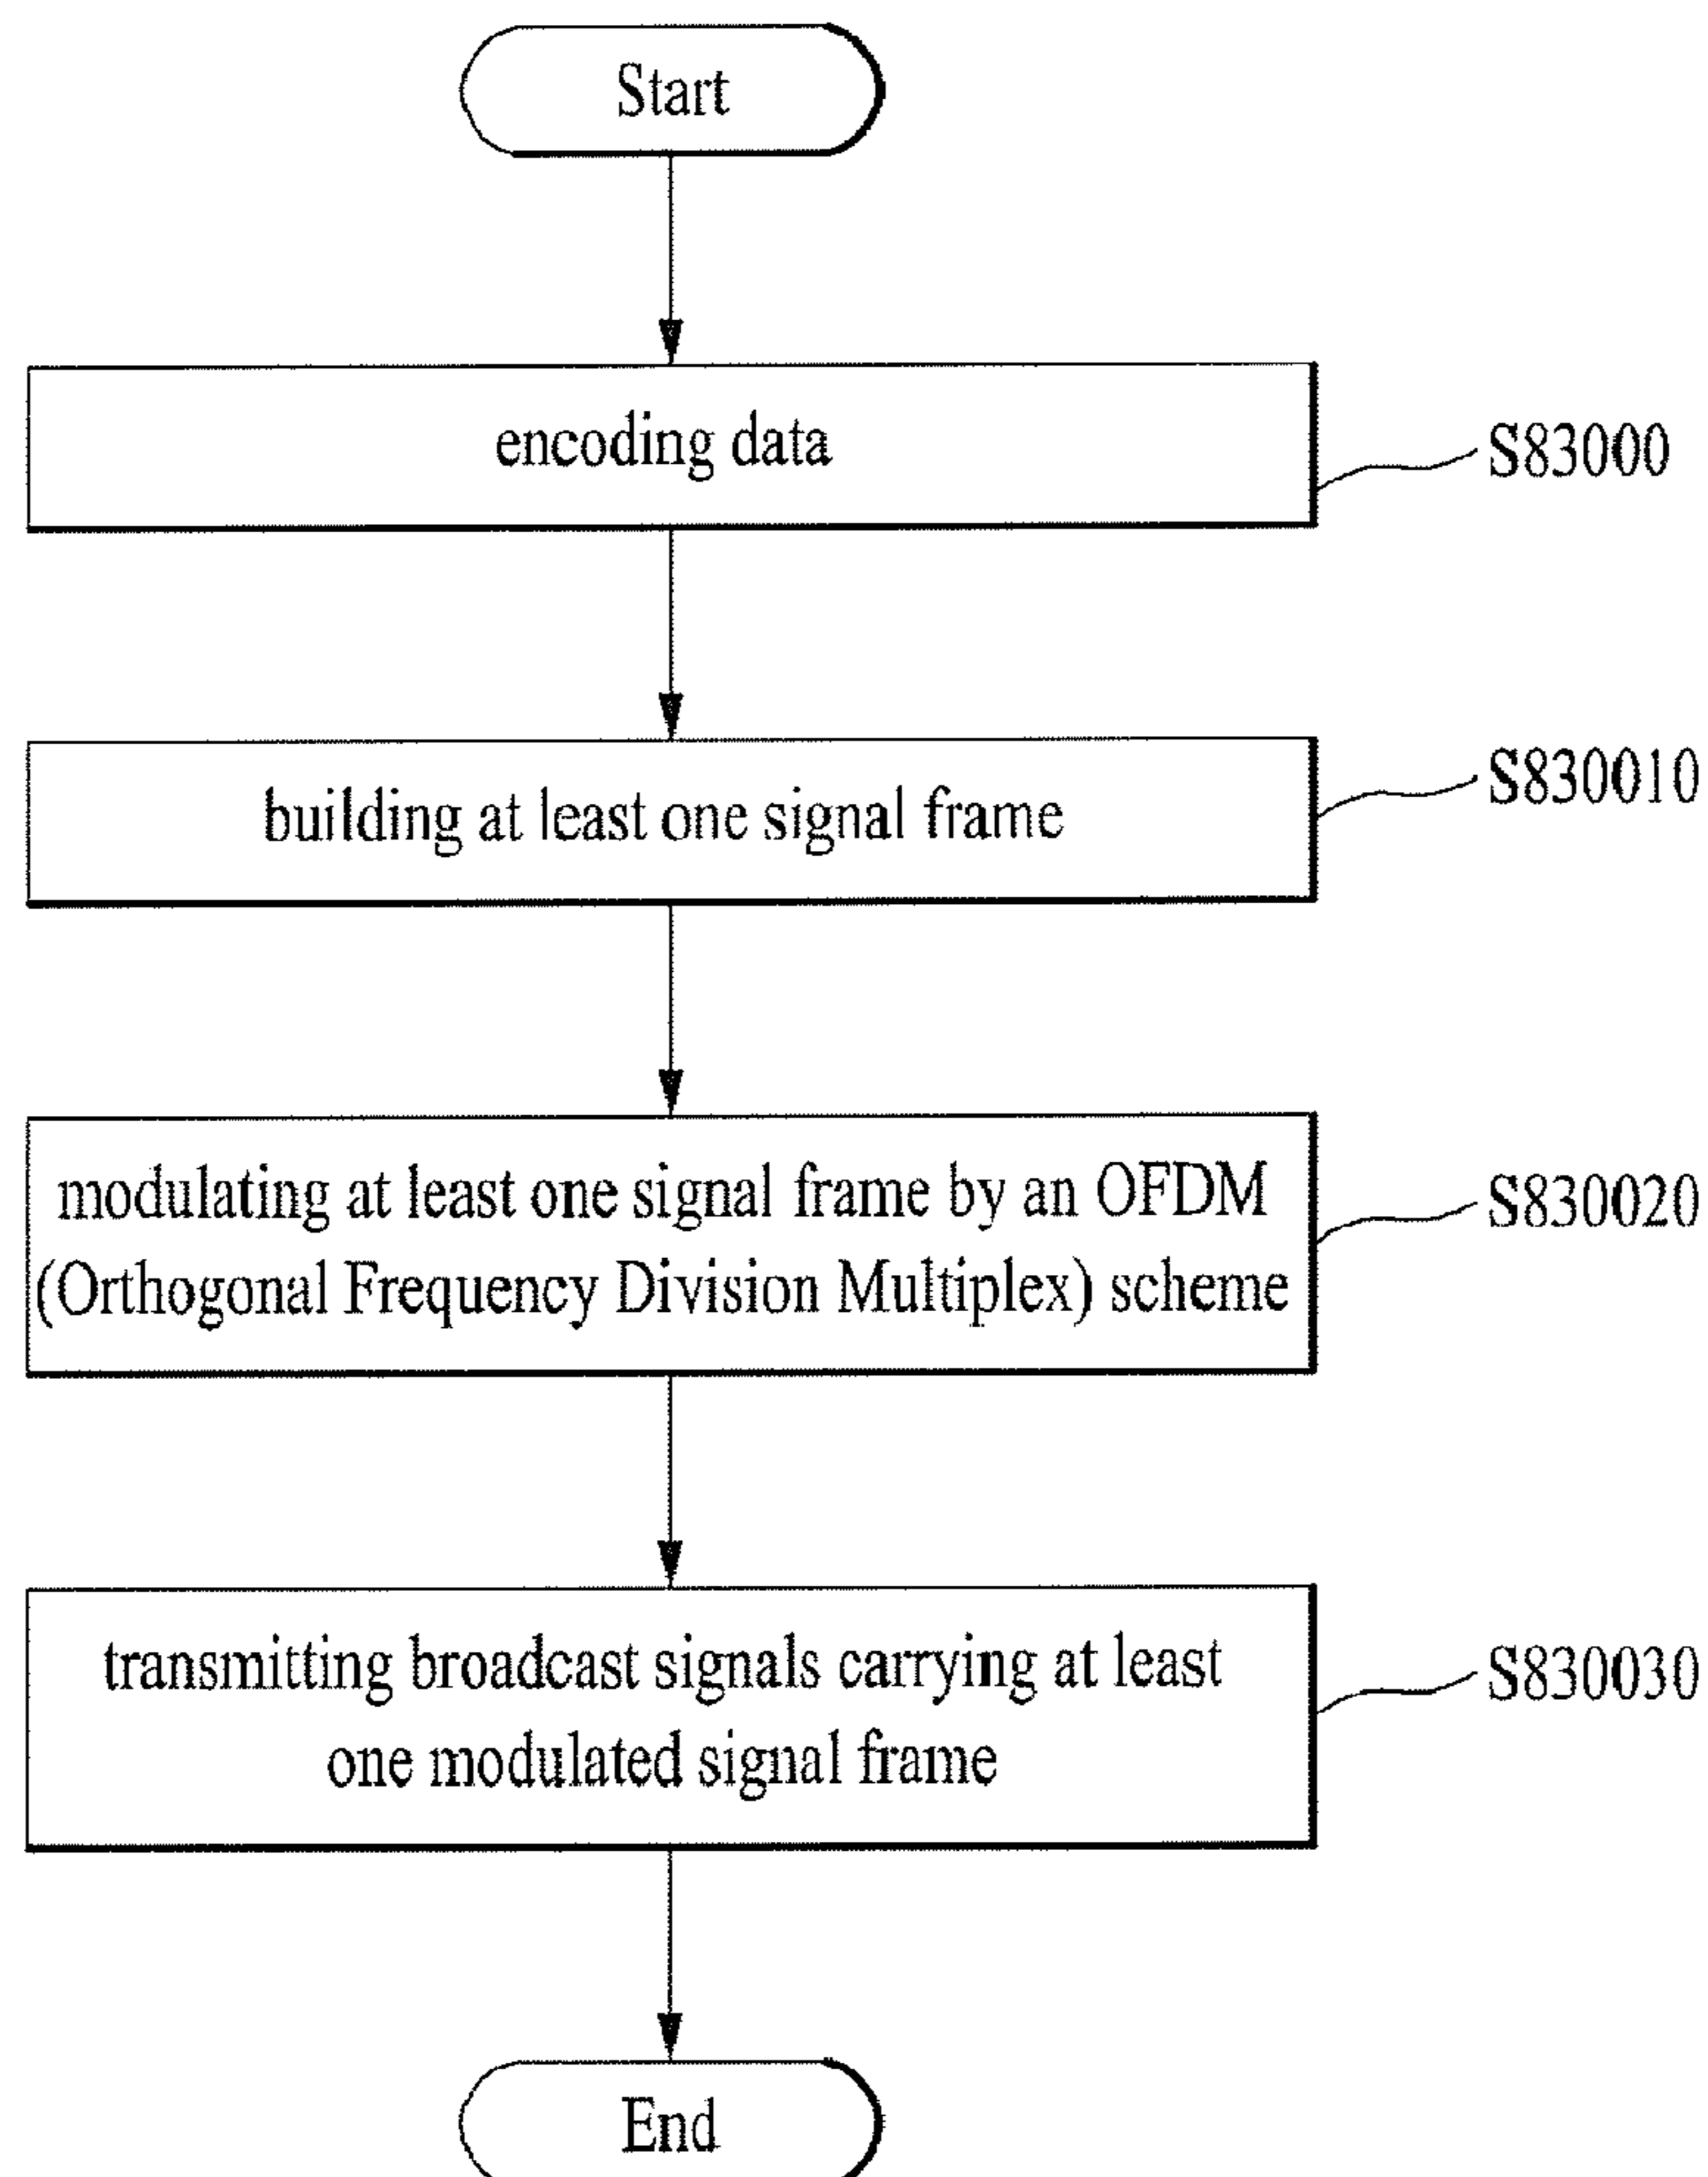 Start
encoding data
S83000
building at least one signal frame
S830010
modulating at least one signal frame by an OFDM
(Orthogonal Frequency Division Multiplex) scheme
S830020
transmitting broadcast signals carrying at least
one modulated signal frame
S830030
End